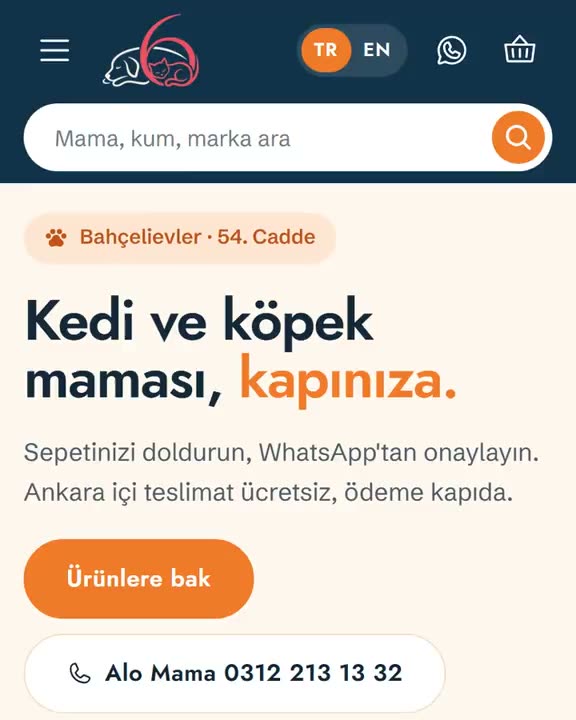 TR EN
Mama, kum, marka ara
Bahçelievler · 54. Cadde
Kedi ve köpek
maması, kapınıza.
Sepetinizi doldurun, WhatsApp'tan onaylayın.
Ankara içi teslimat ücretsiz, ödeme kapıda.
Ürünlere bak
Alo Mama 0312 213 13 32